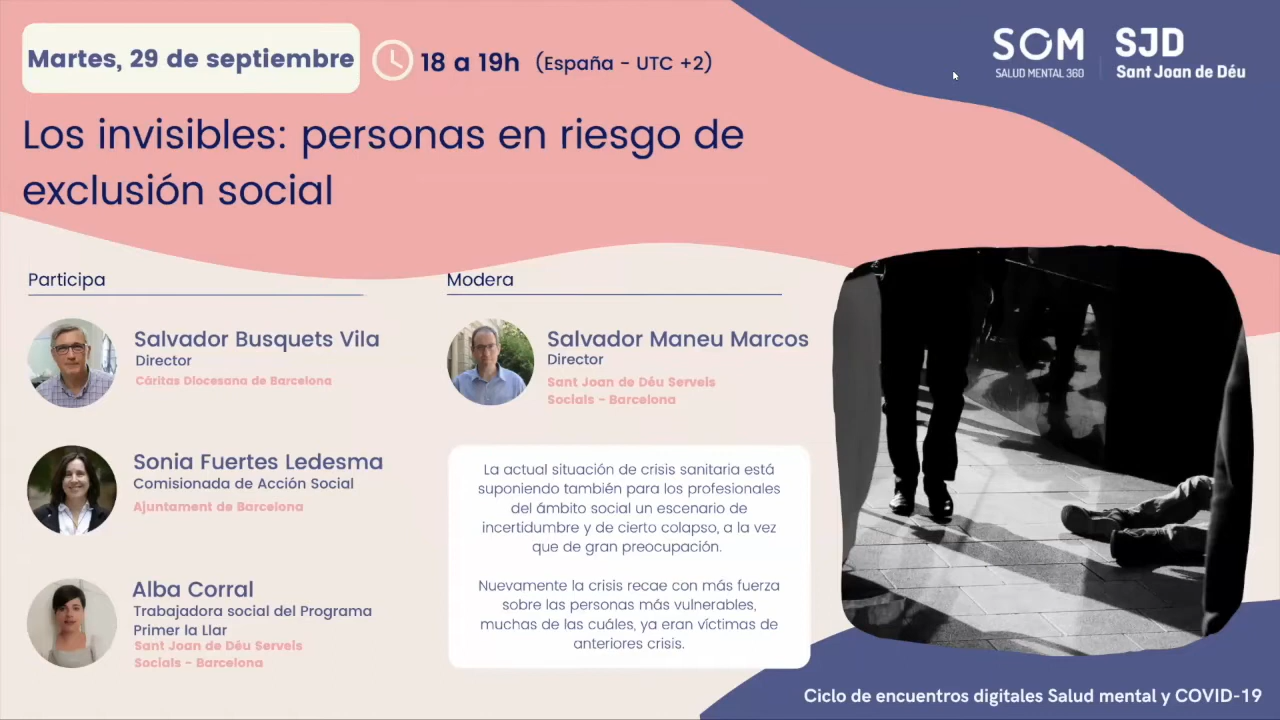 Martes, 29 de septiembre
18 a 19h (España - UTC +2)
SOM
SALUD MENTAL 360
SJD
Sant Joan de Déu
Los invisibles: personas en riesgo de
exclusión social
Participa
Salvador Busquets Vila
Director
Cáritas Diocesana de Barcelona
Sonia Fuertes Ledesma
Comisionada de Acción Social
Ajuntament de Barcelona
Alba Corral
Trabajadora social del Programa
Primer la Llar
Sant Joan de Déu Serveis
Socials - Barcelona
Modera
Salvador Maneu Marcos
Director
Sant Joan de Déu Serveis
Socials - Barcelona
La actual situación de crisis sanitaria está
suponiendo también para los profesionales
del ámbito social un escenario de
incertidumbre y de cierto colapso, a la vez
que de gran preocupación.
Nuevamente la crisis recae con más fuerza
sobre las personas más vulnerables,
muchas de las cuáles, ya eran víctimas de
anteriores crisis.
Ciclo de encuentros digitales Salud mental y COVID-19